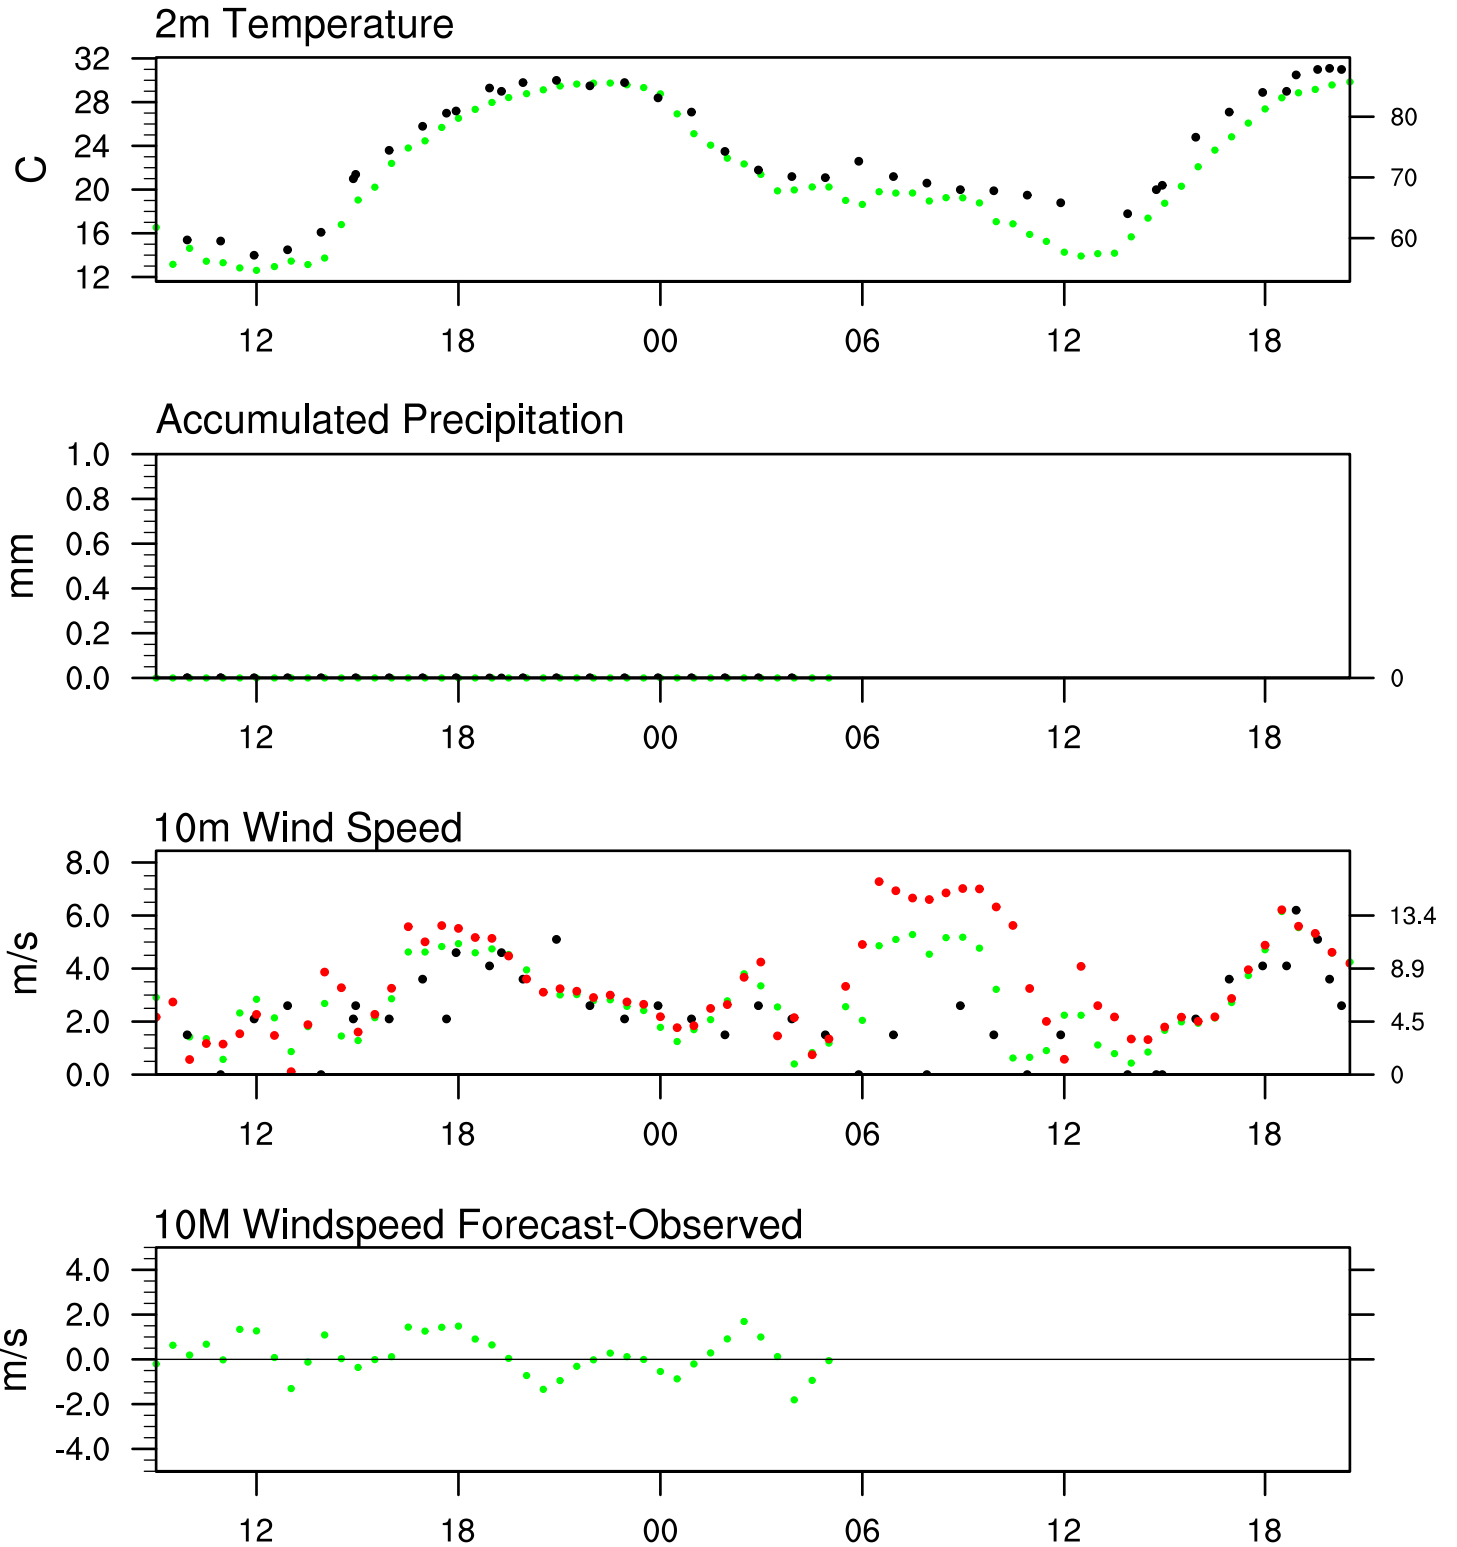 2m Temperature
32
28
24
20
16
12
C
80
70
60
12 18 00 06 12 18
Accumulated Precipitation
1.0
0.8
0.6
0.4
0.2
0.0
mm
0
12 18 00 06 12 18
10m Wind Speed
8.0
6.0
4.0
2.0
0.0
m/s
13.4
8.9
4.5
0
12 18 00 06 12 18
10M Windspeed Forecast-Observed
4.0
2.0
0.0
-2.0
-4.0
m/s
12 18 00 06 12 18